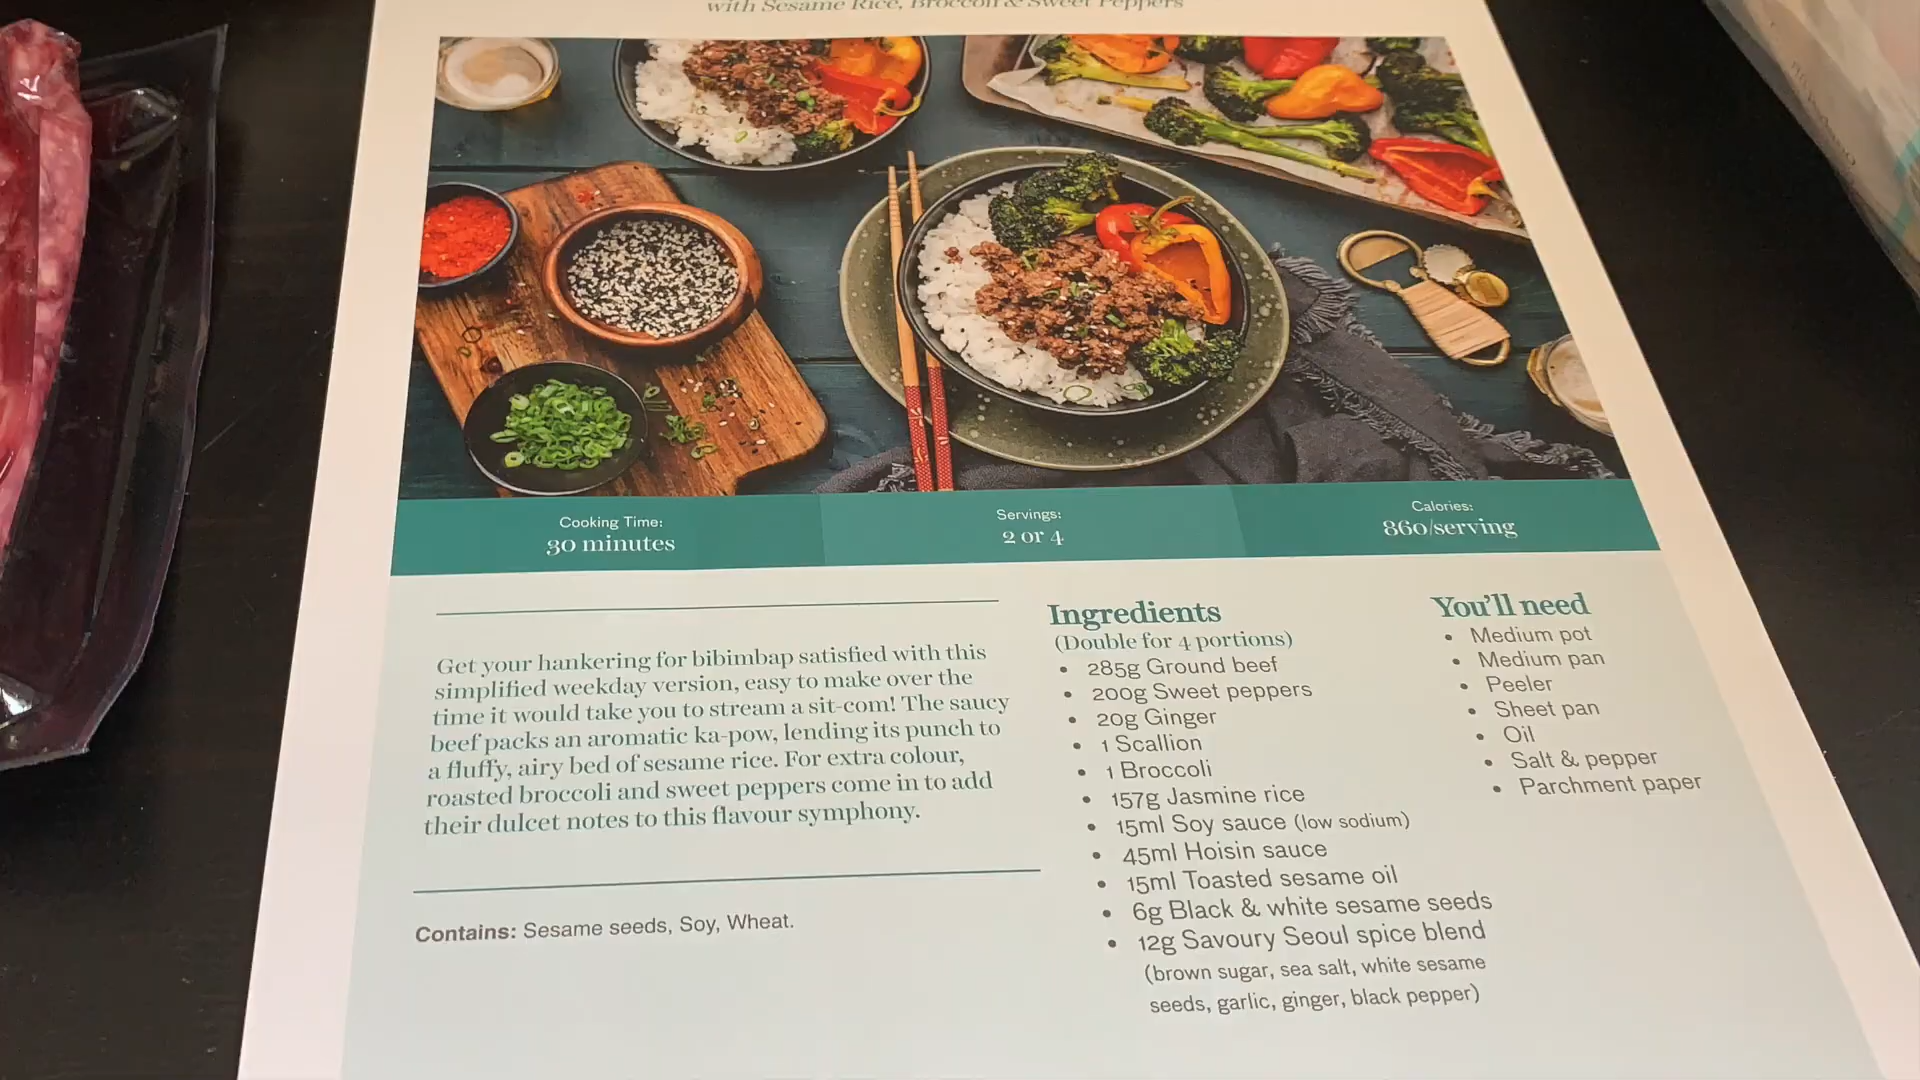 with Sesame Rice, Broccoli & Sweet Peppers
Cooking Time:
30 minutes
Servings:
2 or 4
Calories:
860/serving
Get your hankering for bibimbap satisfied with this
simplified weekday version, easy to make over the
time it would take you to stream a sit-com! The saucy
beef packs an aromatic ka-pow, lending its punch to
a fluffy, airy bed of sesame rice. For extra colour,
roasted broccoli and sweet peppers come in to add
their dulcet notes to this flavour symphony.
Contains: Sesame seeds, Soy, Wheat.
Ingredients
(Double for 4 portions)
• 285g Ground beef
• 200g Sweet peppers
• 20g Ginger
• 1 Scallion
• 1 Broccoli
• 157g Jasmine rice
• 15ml Soy sauce (low sodium)
• 45ml Hoisin sauce
• 15ml Toasted sesame oil
• 6g Black & white sesame seeds
• 12g Savoury Seoul spice blend
(brown sugar, sea salt, white sesame
seeds, garlic, ginger, black pepper)
You'll need
• Medium pot
• Medium pan
• Peeler
• Sheet pan
• Oil
• Salt & pepper
• Parchment paper